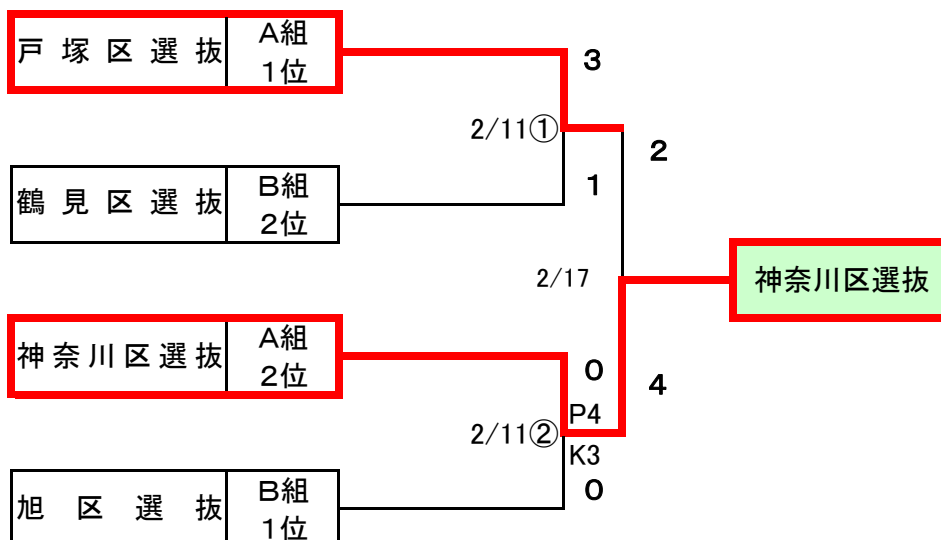 戸塚区選抜
A組
1位
3
2/11①
2
鶴見区選抜
B組
2位
1
2/17
神奈川区選抜
神奈川区選抜
A組
2位
0
4
P4
2/11②
K3
0
旭区選抜
B組
1位